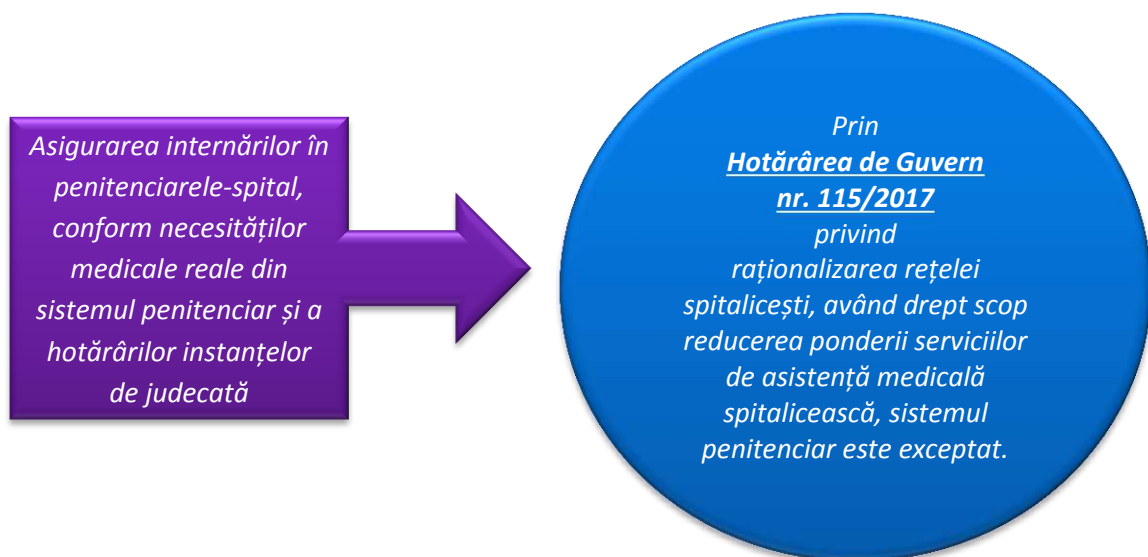 Asigurarea internărilor în
penitenciarele-spital,
conform necesităților
medicale reale din
sistemul penitenciar și a
hotărârilor instanțelor
de judecată
Prin
Hotărârea de Guvern
nr. 115/2017
privind
raționalizarea rețelei
spitalicești, având drept scop
reducerea ponderii serviciilor
de asistență medicală
spitalicească, sistemul
penitenciar este exceptat.